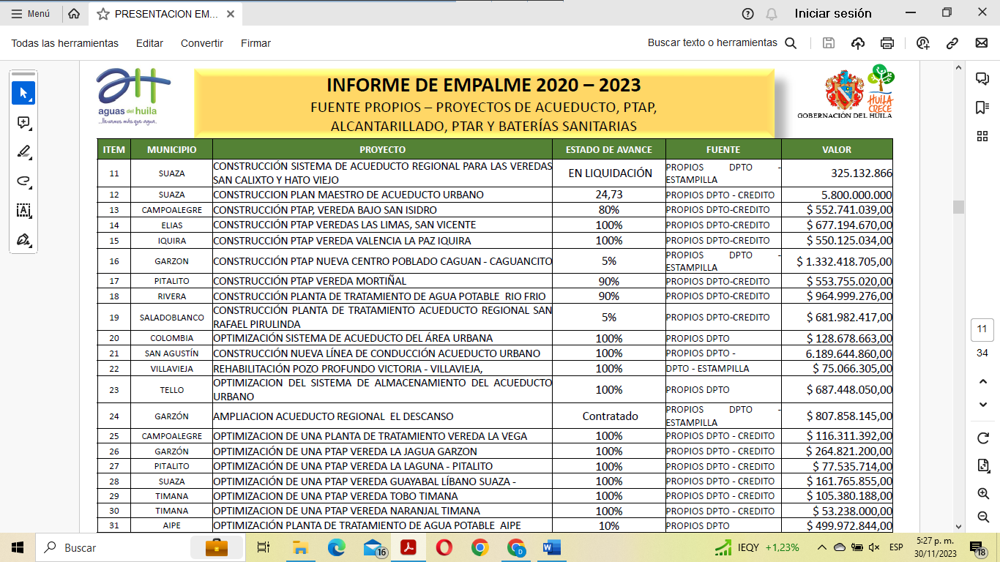 Menú
PRESENTACION EM...
Iniciar sesión
Todas las herramientas Editar Convertir Firmar
Buscar texto o herramientas
aguas del huila
...llevamos más que agua.
INFORME DE EMPALME 2020 – 2023
FUENTE PROPIOS – PROYECTOS DE ACUEDUCTO, PTAP,
ALCANTARILLADO, PTAR Y BATERÍAS SANITARIAS
HUILA
CRECE
GOBERNACIÓN DEL HUILA
ITEM MUNICIPIO PROYECTO ESTADO DE AVANCE FUENTE VALOR
11 SUAZA CONSTRUCCIÓN SISTEMA DE ACUEDUCTO REGIONAL PARA LAS VEREDAS
SAN CALIXTO Y HATO VIEJO EN LIQUIDACIÓN PROPIOS DPTO -
ESTAMPILLA 325.132.866
12 SUAZA CONSTRUCCION PLAN MAESTRO DE ACUEDUCTO URBANO 24,73 PROPIOS DPTO - CREDITO 5.800.000.000
13 CAMPOALEGRE CONSTRUCCIÓN PTAP, VEREDA BAJO SAN ISIDRO 80% PROPIOS DPTO-CREDITO $ 552.741.039,00
14 ELIAS CONSTRUCCIÓN PTAP VEREDAS LAS LIMAS, SAN VICENTE 100% PROPIOS DPTO-CREDITO $ 677.194.670,00
15 IQUIRA CONSTRUCCIÓN PTAP VEREDA VALENCIA LA PAZ IQUIRA 100% PROPIOS DPTO-CREDITO $ 550.125.034,00
16 GARZON CONSTRUCCIÓN PTAP NUEVA CENTRO POBLADO CAGUAN - CAGUANCITO 5% PROPIOS DPTO -
ESTAMPILLA $ 1.332.418.705,00
17 PITALITO CONSTRUCCIÓN PTAP VEREDA MORTIÑAL 90% PROPIOS DPTO-CREDITO $ 553.755.020,00
18 RIVERA CONSTRUCCIÓN PLANTA DE TRATAMIENTO DE AGUA POTABLE RIO FRIO 90% PROPIOS DPTO-CREDITO $ 964.999.276,00
19 SALADOBLANCO CONSTRUCCIÓN PLANTA DE TRATAMIENTO ACUEDUCTO REGIONAL SAN
RAFAEL PIRULINDA 5% PROPIOS DPTO-CREDITO $ 681.982.417,00
20 COLOMBIA OPTIMIZACIÓN SISTEMA DE ACUEDUCTO DEL ÁREA URBANA 100% PROPIOS DPTO $ 128.678.663,00
21 SAN AGUSTÍN CONSTRUCCIÓN NUEVA LÍNEA DE CONDUCCIÓN ACUEDUCTO URBANO 100% PROPIOS DPTO - 6.189.644.860,00
22 VILLAVIEJA REHABILITACIÓN POZO PROFUNDO VICTORIA - VILLAVIEJA, 100% DPTO - ESTAMPILLA $ 75.066.305,00
23 TELLO OPTIMIZACION DEL SISTEMA DE ALMACENAMIENTO DEL ACUEDUCTO
URBANO 100% PROPIOS DPTO $ 687.448.050,00
24 GARZÓN AMPLIACION ACUEDUCTO REGIONAL EL DESCANSO Contratado PROPIOS DPTO -
ESTAMPILLA $ 807.858.145,00
25 CAMPOALEGRE OPTIMIZACION DE UNA PLANTA DE TRATAMIENTO VEREDA LA VEGA 100% PROPIOS DPTO - CREDITO $ 116.311.392,00
26 GARZÓN OPTIMIZACIÓN DE UNA PTAP VEREDA LA JAGUA GARZON 100% PROPIOS DPTO - CREDITO $ 264.821.200,00
27 PITALITO OPTIMIZACIÓN DE UNA PTAP VEREDA LA LAGUNA - PITALITO 100% PROPIOS DPTO - CREDITO $ 77.535.714,00
28 SUAZA OPTIMIZACIÓN DE UNA PTAP VEREDA GUAYABAL LÍBANO SUAZA - 100% PROPIOS DPTO - CREDITO $ 161.765.855,00
29 TIMANA OPTIMIZACION DE UNA PTAP VEREDA TOBO TIMANA 100% PROPIOS DPTO - CREDITO $ 105.380.188,00
30 TIMANA OPTIMIZACION DE UNA PTAP VEREDA NARANJAL TIMANA 100% PROPIOS DPTO - CREDITO $ 53.238.000,00
31 AIPE OPTIMIZACIÓN PLANTA DE TRATAMIENTO DE AGUA POTABLE AIPE 10% PROPIOS DPTO $ 499.972.844,00
11
34
Buscar
16
IEQY +1,23%
ESP
5:27 p. m.
30/11/2023
18